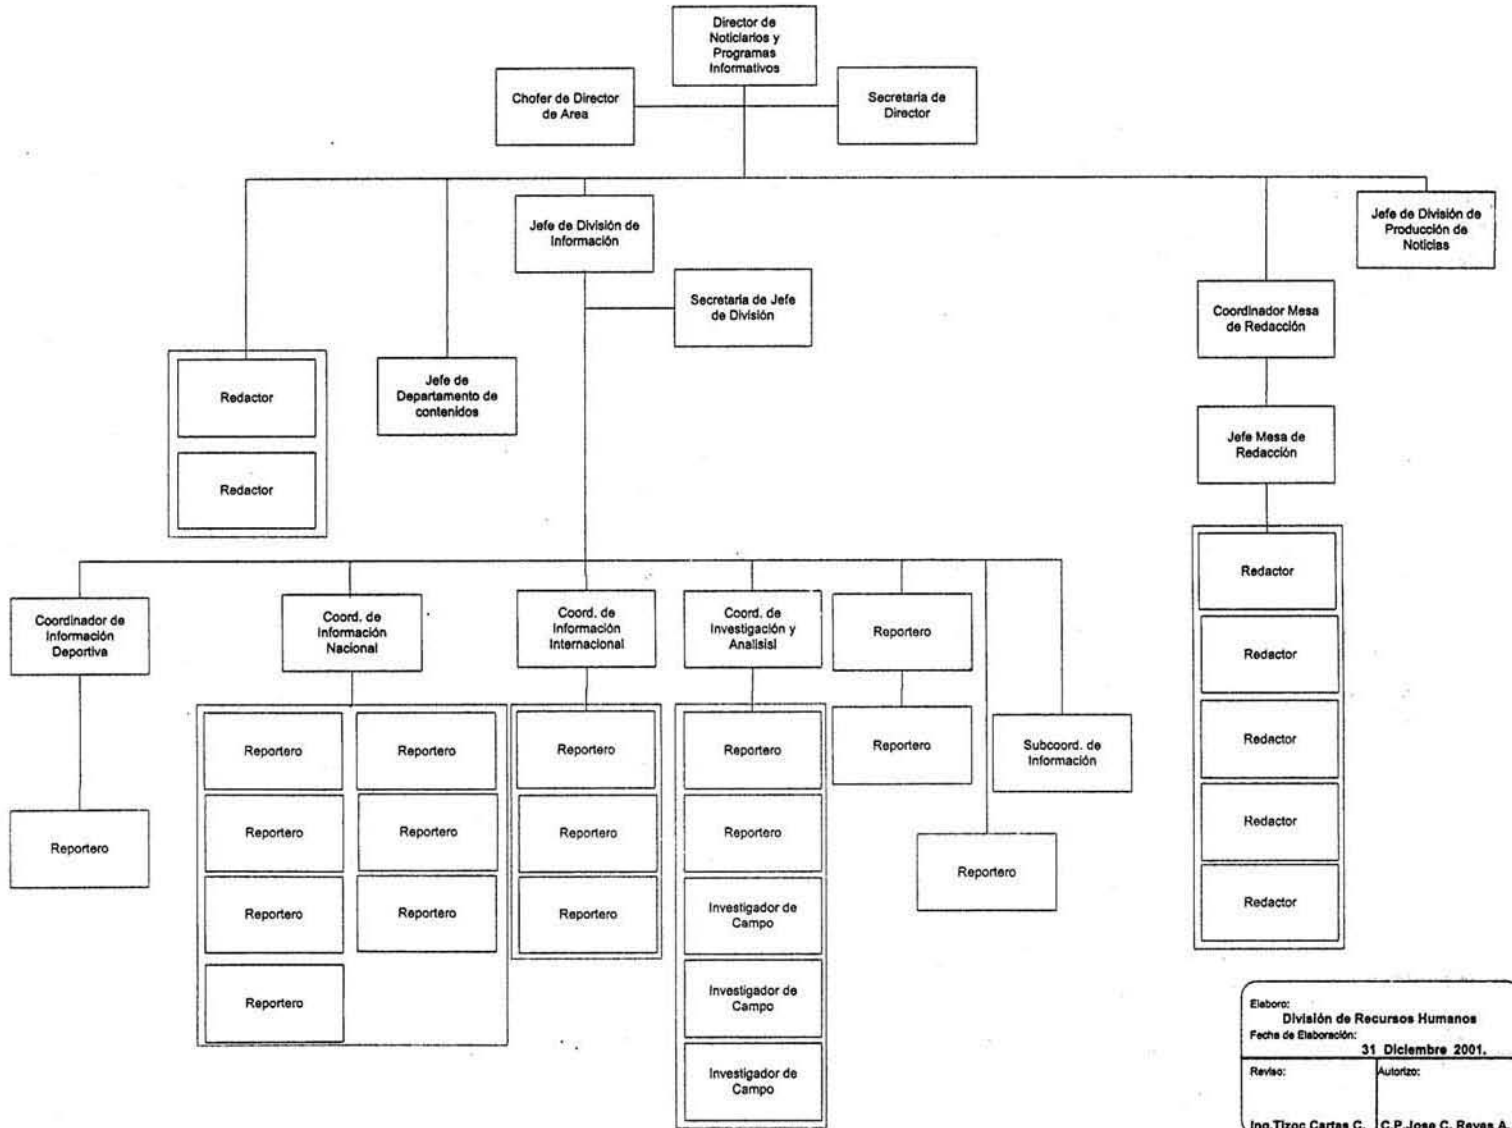 Director de
Noticiarios y
Programas
Informativos
Chofer de Director
de Area
Secretaria de
Director
Jefe de División de
Información
Jefe de División de
Producción de
Noticias
Secretaria de Jefe
de División
Coordinador Mesa
de Redacción
Redactor
Redactor
Jefe de
Departamento de
contenidos
Jefe Mesa de
Redacción
Redactor
Redactor
Redactor
Redactor
Redactor
Coordinador de
Información
Deportiva
Coord. de
Información
Nacional
Coord. de
Información
Internacional
Coord. de
Investigación y
Analisisl
Reportero
Reportero
Reportero
Subcoord. de
Información
Reportero
Reportero
Reportero
Reportero
Reportero
Reportero
Reportero
Reportero
Reportero
Reportero
Reportero
Reportero
Reportero
Investigador de
Campo
Investigador de
Campo
Investigador de
Campo
Elaboro:
División de Recursos Humanos
Fecha de Elaboración:
31 Diciembre 2001.
Reviso:
Autorizo:
Ing.Tizoc Cartas C.
C.P.Jose C. Reyes A.